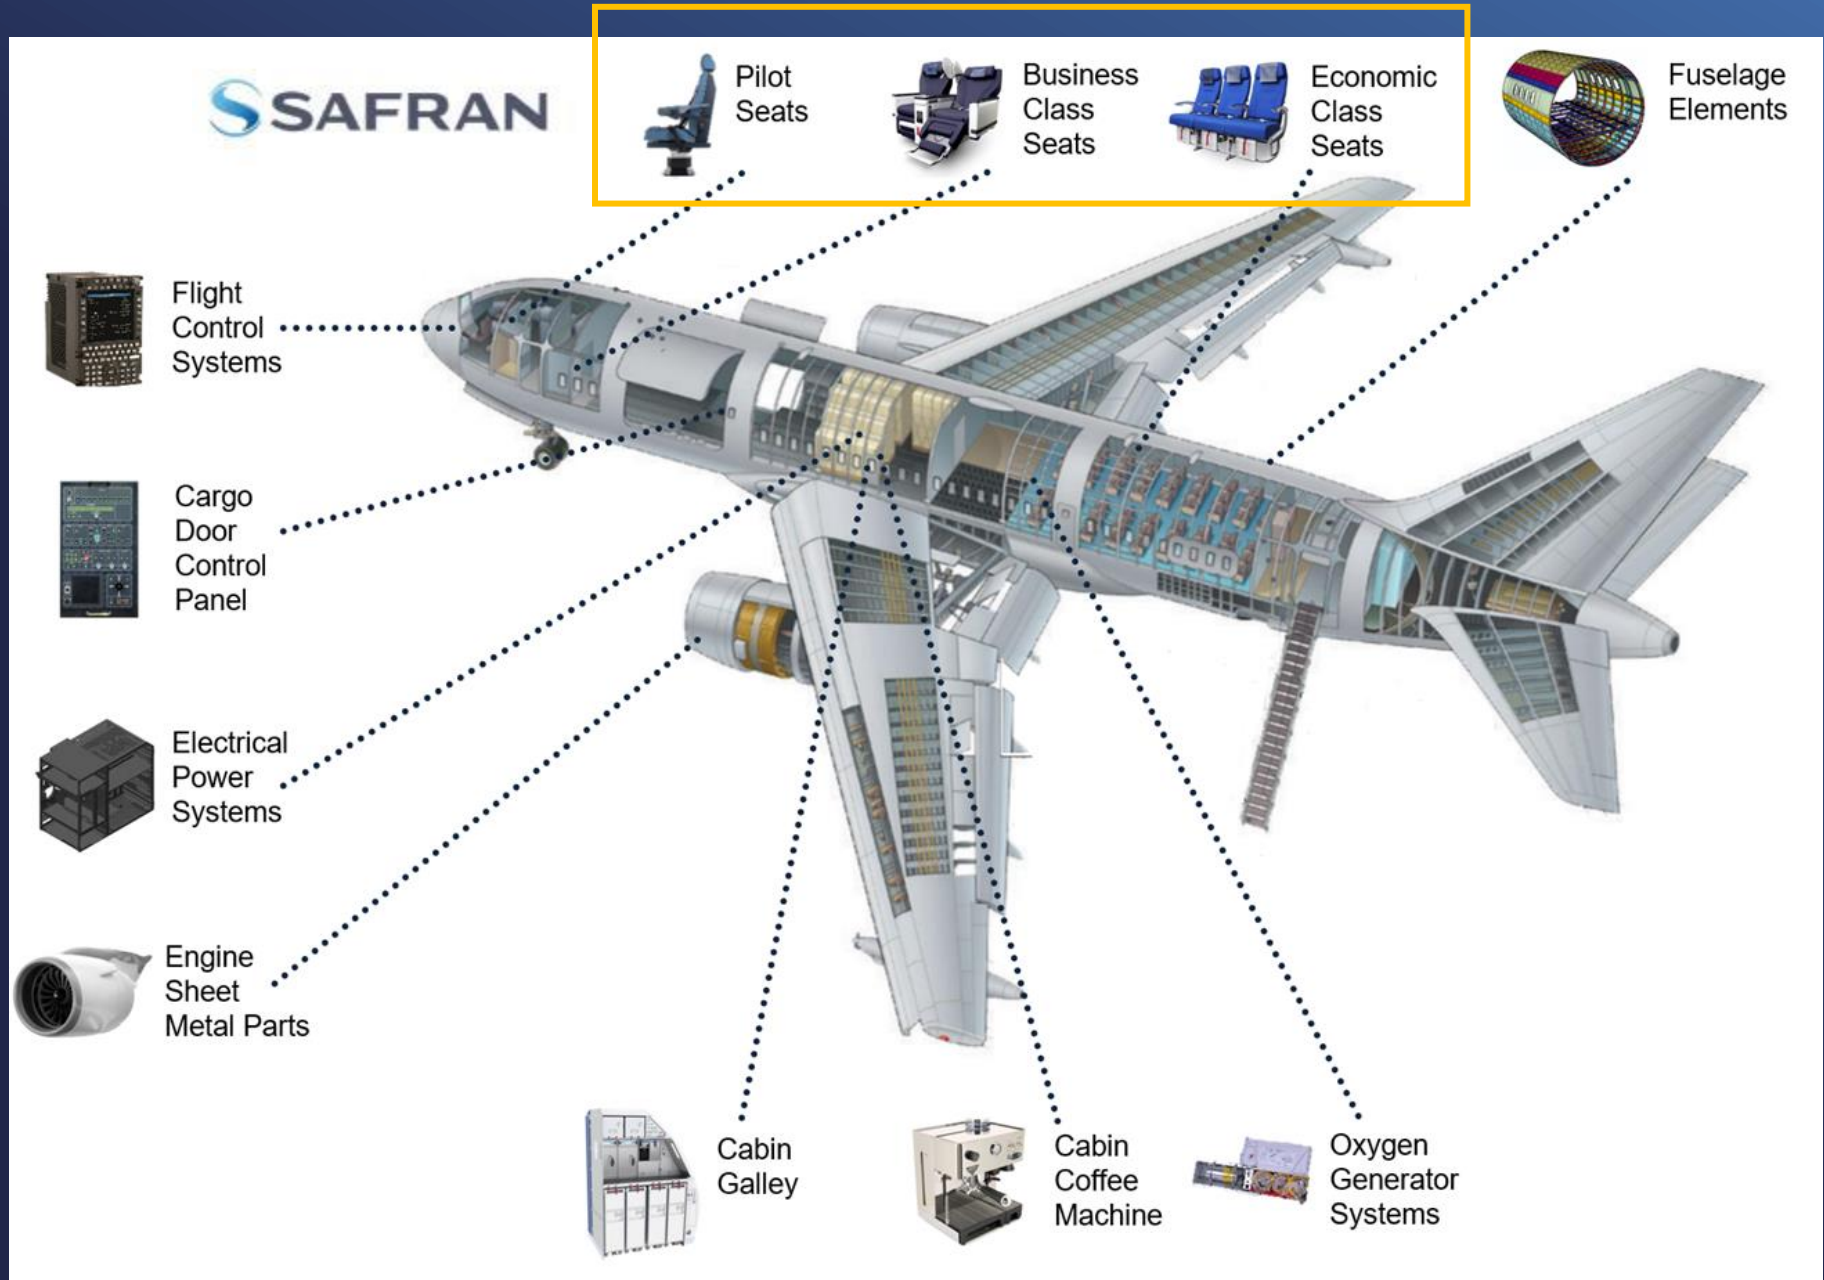 SAFRAN
Pilot
Seats
Business
Class
Seats
Economic
Class
Seats
Fuselage
Elements
Flight
Control
Systems
Cargo
Door
Control
Panel
Electrical
Power
Systems
Engine
Sheet
Metal Parts
Cabin
Galley
Cabin
Coffee
Machine
Oxygen
Generator
Systems